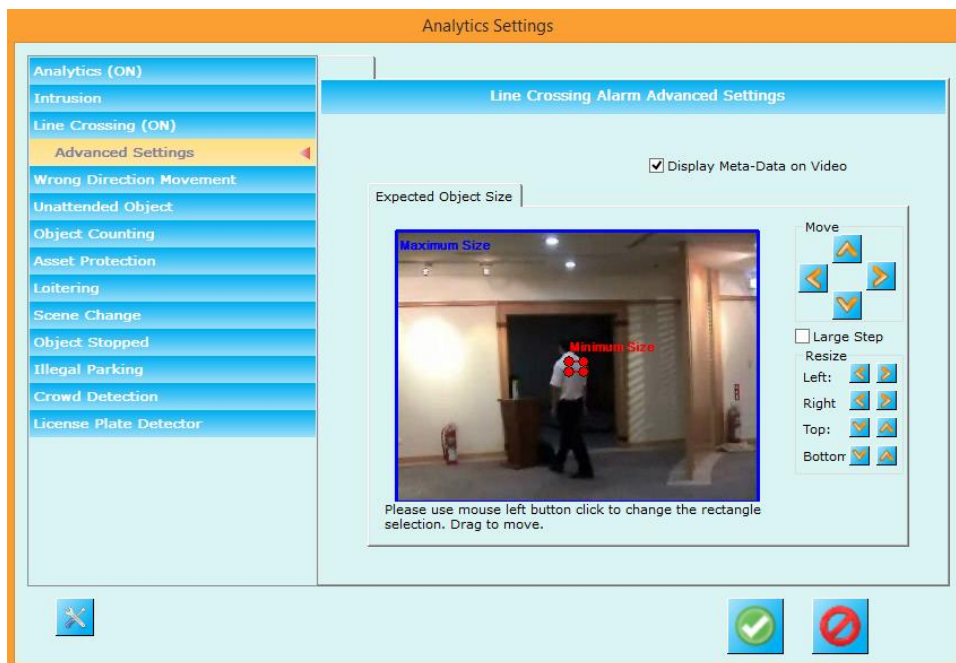 Analytics Settings
Analytics (ON)
Intrusion
Line Crossing (ON)
Advanced Settings
Wrong Direction Movement
Unattended Object
Object Counting
Asset Protection
Loitering
Scene Change
Object Stopped
Illegal Parking
Crowd Detection
License Plate Detector
Line Crossing Alarm Advanced Settings
Display Meta-Data on Video
Expected Object Size
Maximum Size
Minimum Size
Please use mouse left button click to change the rectangle
selection. Drag to move.
Move
Large Step
Resize
Left:
Right
Top:
Bottom